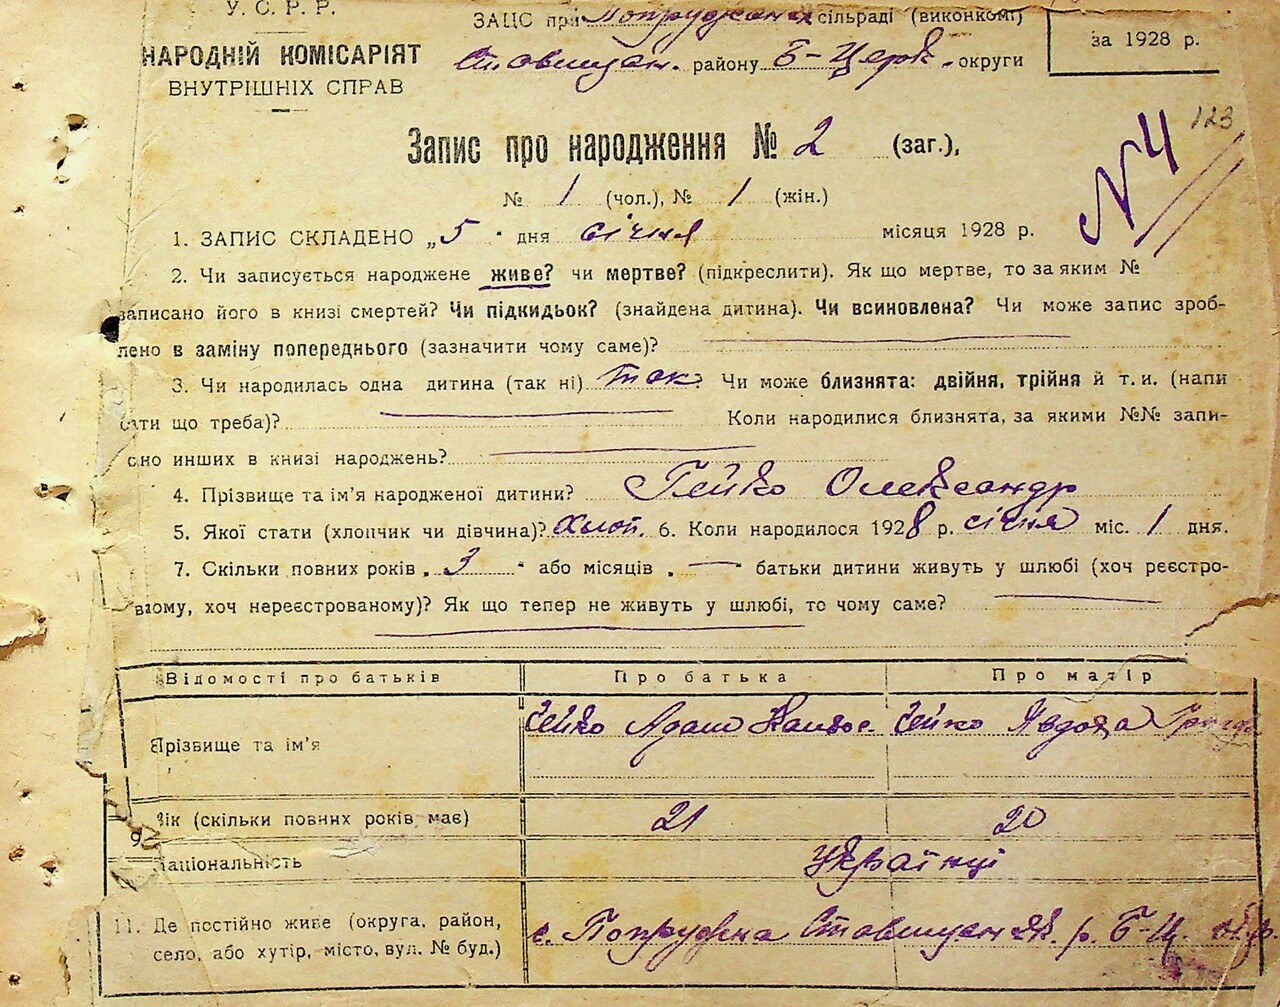 У. С. Р. Р.
НАРОДНІЙ КОМІСАРІЯТ
ВНУТРІШНІХ СПРАВ
ЗАЦС при сільраді (виконкомі)
Ставищан. району Б-Церк. округи
за 1928 р.
123
№ 4
Запис про народження № 2 (заг.),
№ 1 (чол.), № 1 (жін.)
1. ЗАПИС СКЛАДЕНО „5" дня січня місяця 1928 р.
2. Чи записується народжене живе? чи мертве? (підкреслити). Як що мертве, то за яким №
записано його в книзі смертей? Чи підкидьок? (знайдена дитина). Чи всиновлена? Чи може запис зроб-
лено в заміну попереднього (зазначити чому саме)?
3. Чи народилась одна дитина (так ні) так? Чи може близнята: двійня, трійня й т. и. (напи
сати що треба)? Коли народилися близнята, за якими №№ запи-
сно инших в книзі народжень?
4. Прізвище та ім'я народженої дитини? Гейко Олександр
5. Якої стати (хлопчик чи дівчина)? Хлоп. 6. Коли народилося 1928 р. січня міс. 1 дня.
7. Скільки повних років „3" або місяців „—" батьки дитини живуть у шлюбі (хоч реєстро-
ваному, хоч нереєстрованому)? Як що тепер не живуть у шлюбі, то чому саме?
Відомості про батьків Про батька Про матір
Прізвище та ім'я Гейко Адам Гейко Явдоха
9. Вік (скільки повних років має) 21 20
Національність Українці
11. Де постійно живе (округа, район,
село, або хутір, місто, вул. № буд.)
с. Попружна Ставищанськ. р. Б-Ц. окр.